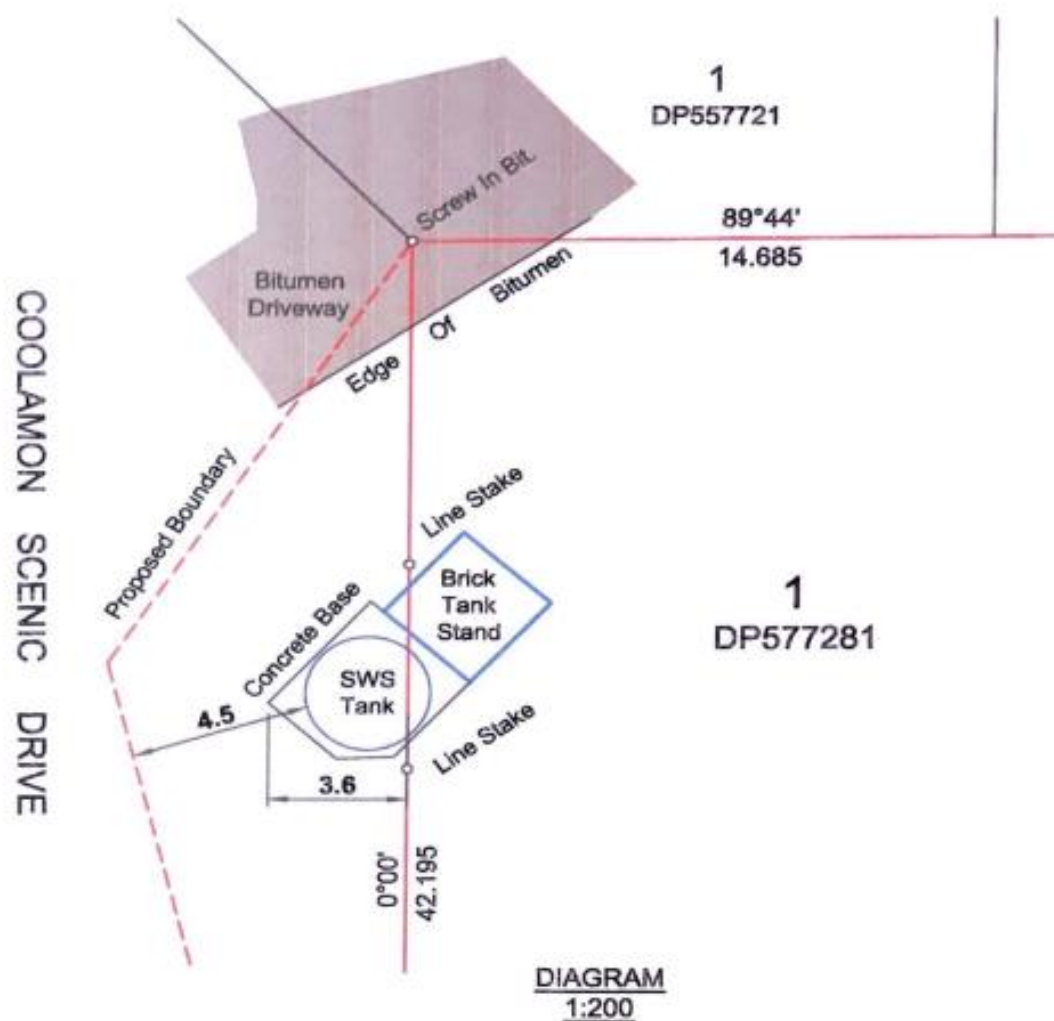 1
DP557721
Screw In Bit.
89°44'
14.685
Bitumen
Driveway
Edge Of Bitumen
COOLAMON SCENIC DRIVE
Proposed Boundary
Line Stake
Brick
Tank
Stand
1
DP577281
Concrete Base
SWS
Tank
4.5
Line Stake
3.6
0°00'
42.195
DIAGRAM
1:200